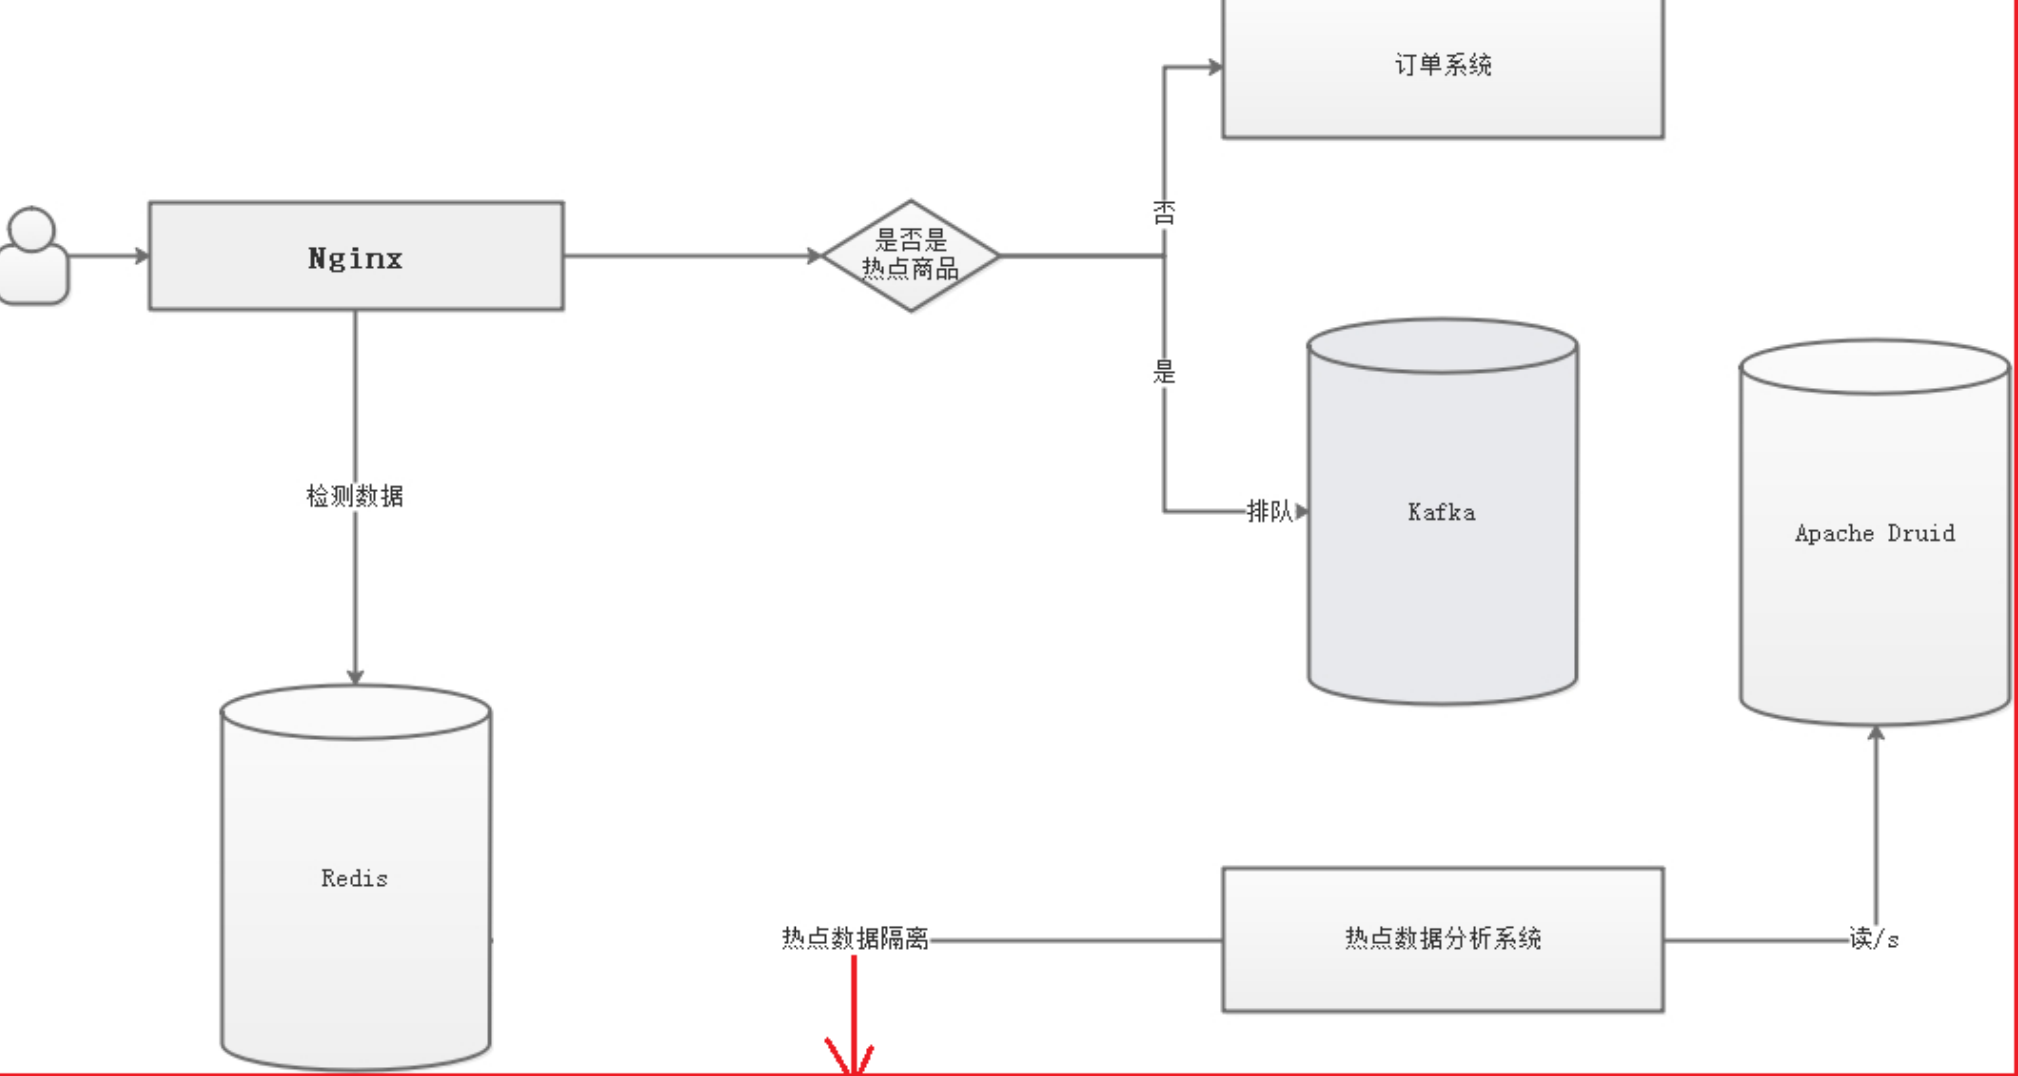 订单系统
否
Nginx
是否是
热点商品
是
检测数据
排队
Kafka
Apache Druid
Redis
热点数据隔离
热点数据分析系统
读/s